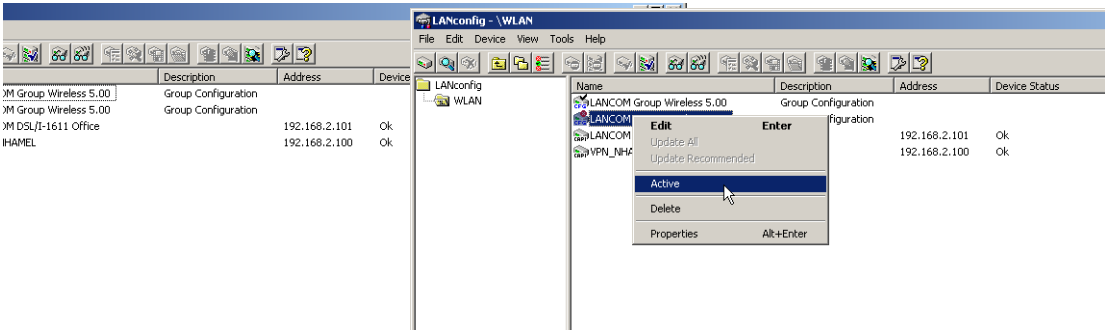 Description Address Device
OM Group Wireless 5.00 Group Configuration
OM Group Wireless 5.00 Group Configuration
OM DSL/I-1611 Office 192.168.2.101 Ok
HAMEL 192.168.2.100 Ok
LANconfig - \WLAN
File Edit Device View Tools Help
LANconfig
WLAN
Name Description Address Device Status
LANCOM Group Wireless 5.00 Group Configuration
LANCOM figuration
LANCOM 192.168.2.101 Ok
VPN_NHA 192.168.2.100 Ok
Edit Enter
Update All
Update Recommended
Active
Delete
Properties Alt+Enter